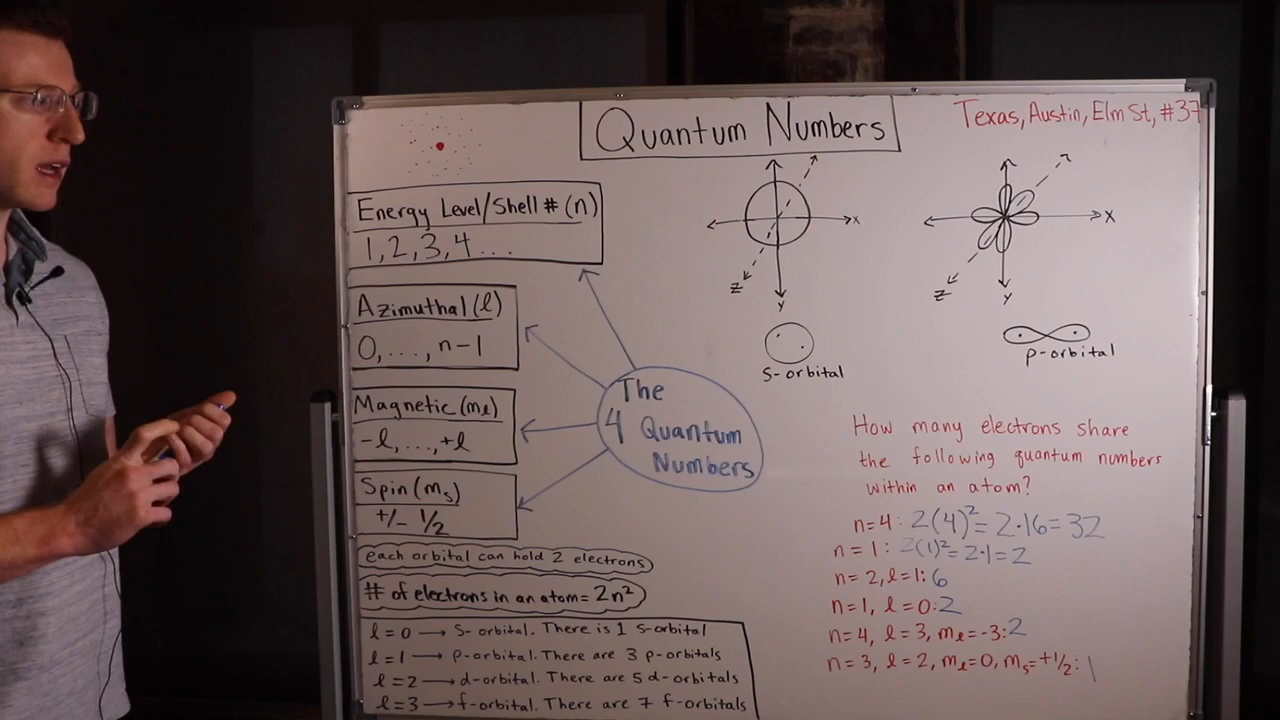 Quantum Numbers
Texas, Austin, Elm St, #37
Energy Level/Shell # (n)
1, 2, 3, 4 . . .
Azimuthal (ℓ)
0, . . . , n-1
Magnetic (mℓ)
-ℓ, . . . , +ℓ
Spin (ms)
+/- 1/2
The
4 Quantum
Numbers
each orbital can hold 2 electrons
# of electrons in an atom = 2n²
ℓ=0 → S-orbital. There is 1 S-orbital
ℓ=1 → p-orbital. There are 3 p-orbitals
ℓ=2 → d-orbital. There are 5 d-orbitals
ℓ=3 → f-orbital. There are 7 f-orbitals
x
z
y
S-orbital
x
z
y
p-orbital
How many electrons share
the following quantum numbers
within an atom?
n=4: 2(4)² = 2·16 = 32
n=1: 2(1)² = 2·1 = 2
n=2, ℓ=1: 6
n=1, ℓ=0: 2
n=4, ℓ=3, mℓ=-3: 2
n=3, ℓ=2, mℓ=0, ms=+1/2: 1